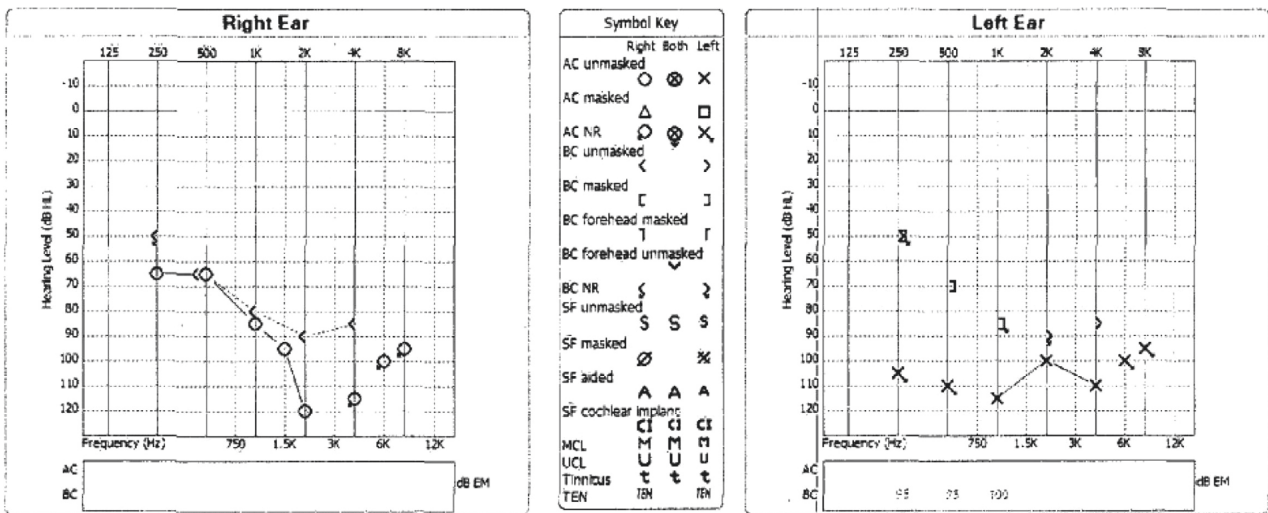 Right Ear
125 250 500 1K 2K 4K 8K
-10
0
10
20
30
40
50
60
70
80
90
100
110
120
Hearing Level (dB HL)
Frequency (Hz) 750 1.5K 3K 6K 12K
AC
BC
dB EM
Symbol Key
Right Both Left
AC unmasked
AC masked
AC NR
BC unmasked
BC masked
BC forehead masked
BC forehead unmasked
BC NR
SF unmasked
S S S
SF masked
SF aided
A A A
SF cochlear implant
CI CI CI
MCL M M M
UCL U U U
Tinnitus t t t
TEN TEN TEN
Left Ear
125 250 500 1K 2K 4K 8K
-10
0
10
20
30
40
50
60
70
80
90
100
110
120
Hearing Level (dB HL)
Frequency (Hz) 750 1.5K 3K 6K 12K
AC
BC 95 95 100
dB EM